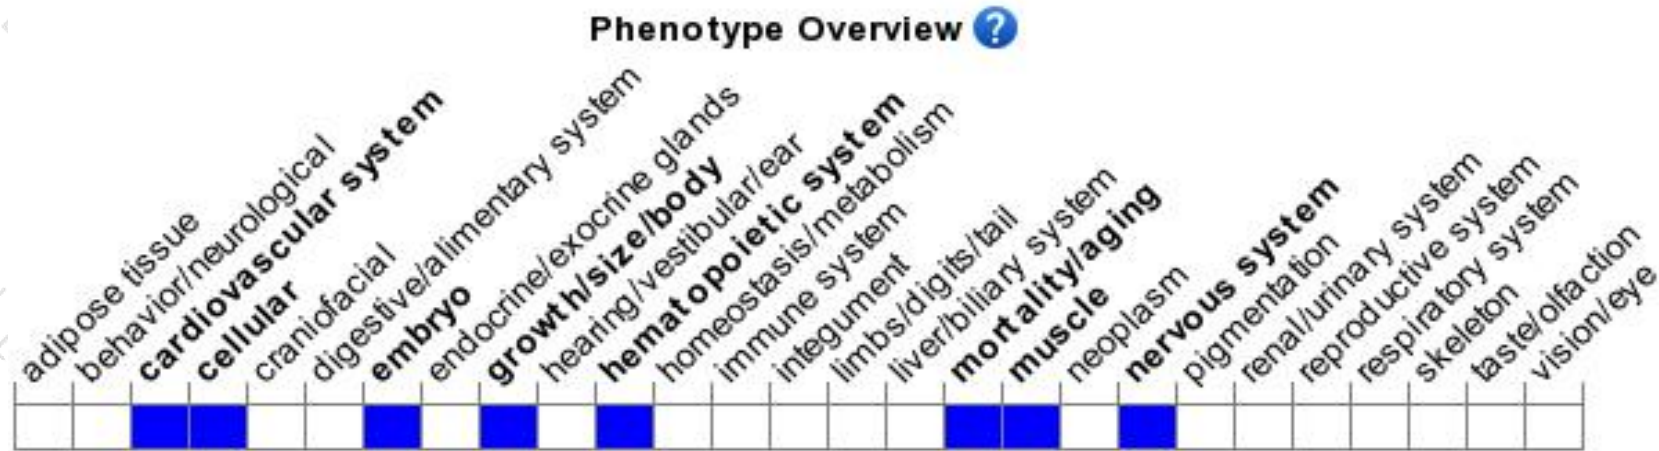 Phenotype Overview ?
adipose tissue
behavior/neurological
cardiovascular system
cellular
craniofacial
digestive/alimentary system
embryo
endocrine/exocrine glands
growth/size/body
hearing/vestibular/ear
hematopoietic system
homeostasis/metabolism
immune system
integument
limbs/digits/tail
liver/biliary system
mortality/aging
muscle
neoplasm
nervous system
pigmentation
renal/urinary system
reproductive system
respiratory system
skeleton
taste/olfaction
vision/eye